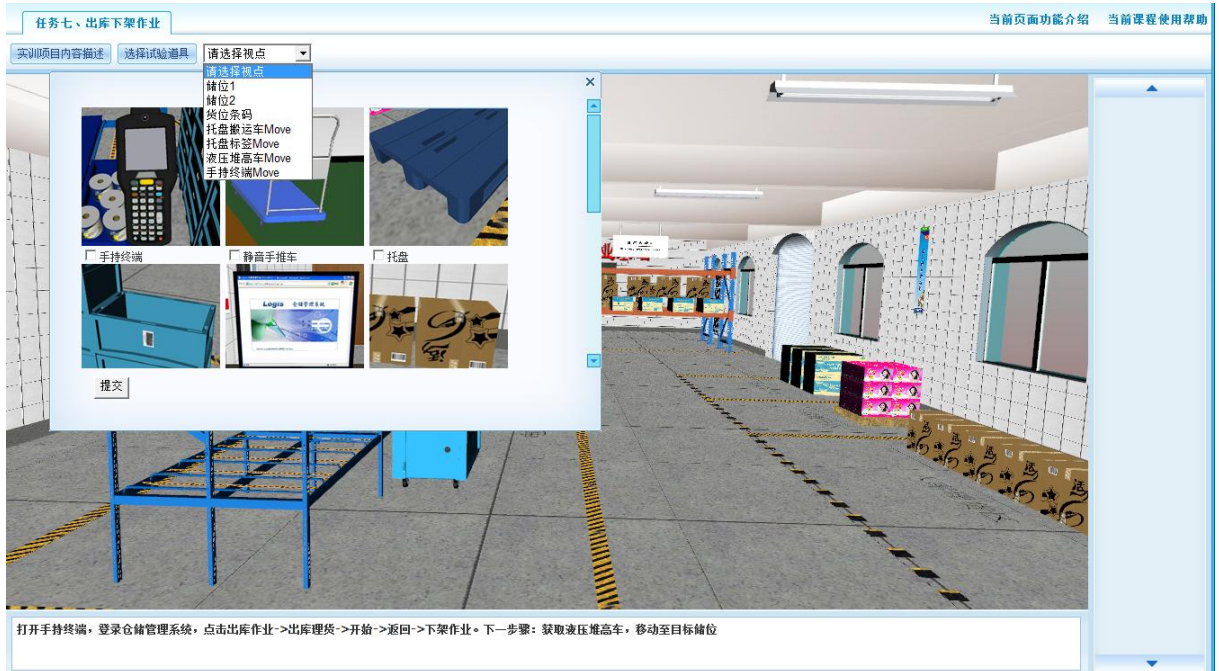 任务七、出库下架作业
当前页面功能介绍 当前课程使用帮助
实训项目内容描述 选择试验道具 请选择视点
请选择视点
储位1
储位2
货位条码
托盘搬运车Move
托盘标签Move
液压堆高车Move
手持终端Move
手持终端 静音手推车 托盘
Logis 仓储管理系统
提交
打开手持终端,登录仓储管理系统,点击出库作业->出库理货->开始->返回->下架作业。下一步骤:获取液压堆高车,移动至目标储位